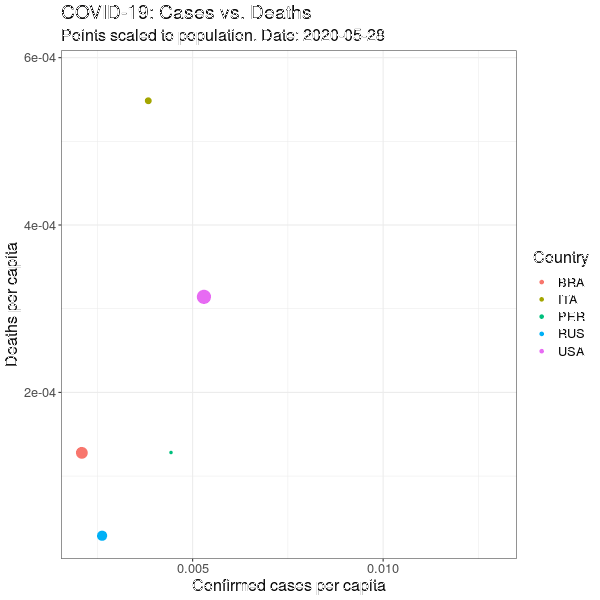 COVID-19: Cases vs. Deaths
Points scaled to population. Date: 2020-05-29
6e-04
4e-04
2e-04
Deaths per capita
0.005
0.010
Confirmed cases per capita
Country
BRA
ITA
PER
RUS
USA